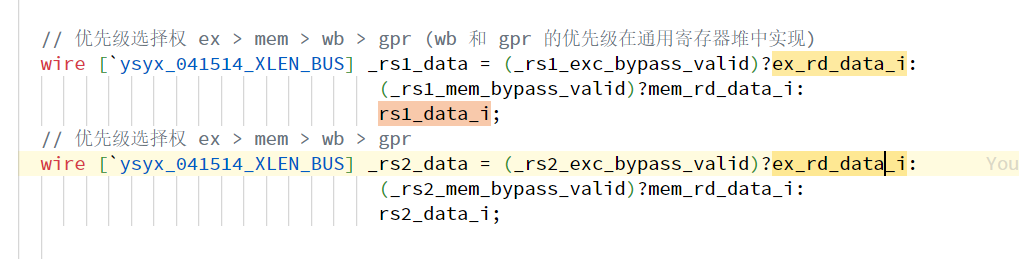 // 优先级选择权 ex > mem > wb > gpr (wb 和 gpr 的优先级在通用寄存器堆中实现)
wire [`ysyx_041514_XLEN_BUS] _rs1_data = (_rs1_exc_bypass_valid)?ex_rd_data_i:
(_rs1_mem_bypass_valid)?mem_rd_data_i:
rs1_data_i;
// 优先级选择权 ex > mem > wb > gpr
wire [`ysyx_041514_XLEN_BUS] _rs2_data = (_rs2_exc_bypass_valid)?ex_rd_data_i: You
(_rs2_mem_bypass_valid)?mem_rd_data_i:
rs2_data_i;